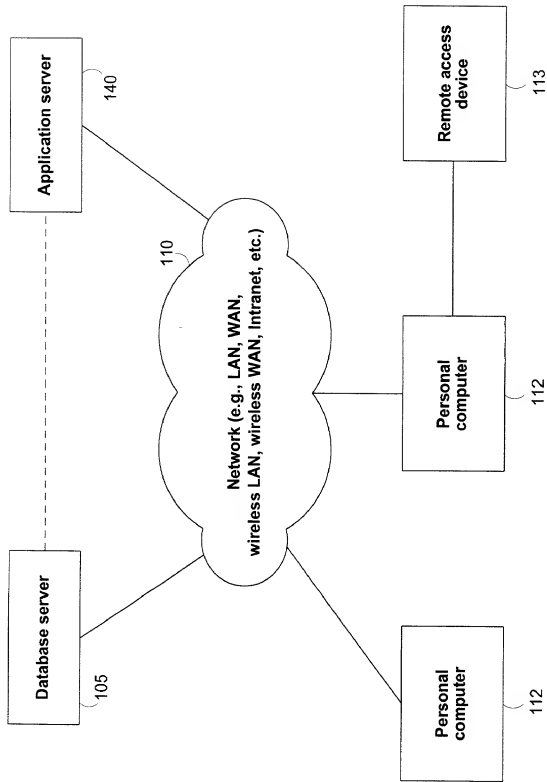 Database server
105
Application server
140
110
Network (e.g., LAN, WAN,
wireless LAN, wireless WAN, Intranet, etc.)
Personal
computer
112
Personal
computer
112
Remote access
device
113